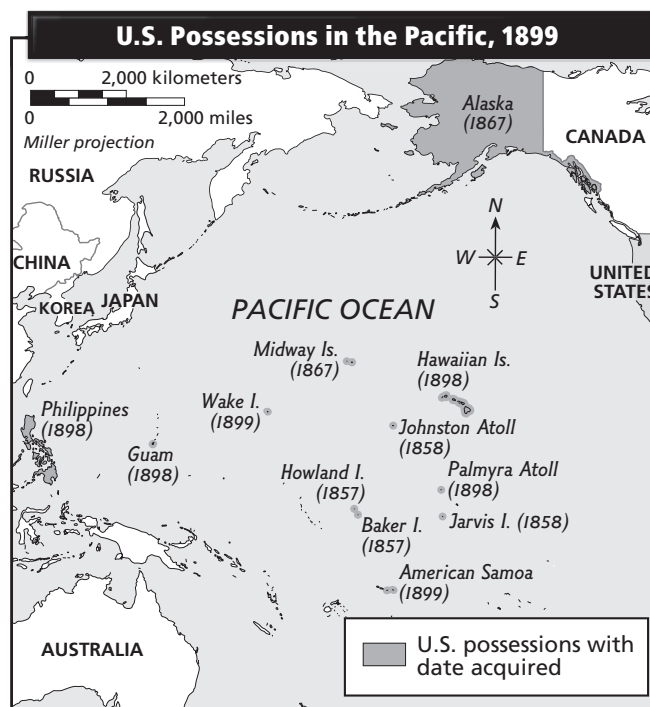 U.S. Possessions in the Pacific, 1899
0 2,000 kilometers
0 2,000 miles
Miller projection
Alaska
(1867)
CANADA
RUSSIA
N
W E
S
CHINA
UNITED
STATES
KOREA
JAPAN
PACIFIC OCEAN
Midway Is.
(1867)
Hawaiian Is.
(1898)
Wake I.
(1899)
Philippines
(1898)
Johnston Atoll
(1858)
Guam
(1898)
Howland I.
(1857)
Palmyra Atoll
(1898)
Baker I.
(1857)
Jarvis I. (1858)
American Samoa
(1899)
AUSTRALIA
U.S. possessions with
date acquired